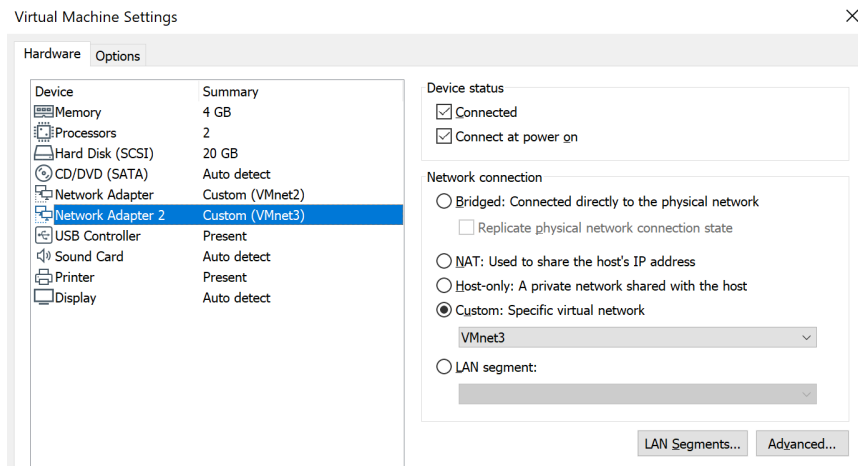 Virtual Machine Settings
Hardware Options
Device Summary
Memory 4 GB
Processors 2
Hard Disk (SCSI) 20 GB
CD/DVD (SATA) Auto detect
Network Adapter Custom (VMnet2)
Network Adapter 2 Custom (VMnet3)
USB Controller Present
Sound Card Auto detect
Printer Present
Display Auto detect
Device status
Connected
Connect at power on
Network connection
Bridged: Connected directly to the physical network
Replicate physical network connection state
NAT: Used to share the host's IP address
Host-only: A private network shared with the host
Custom: Specific virtual network
VMnet3
LAN segment:
LAN Segments... Advanced...